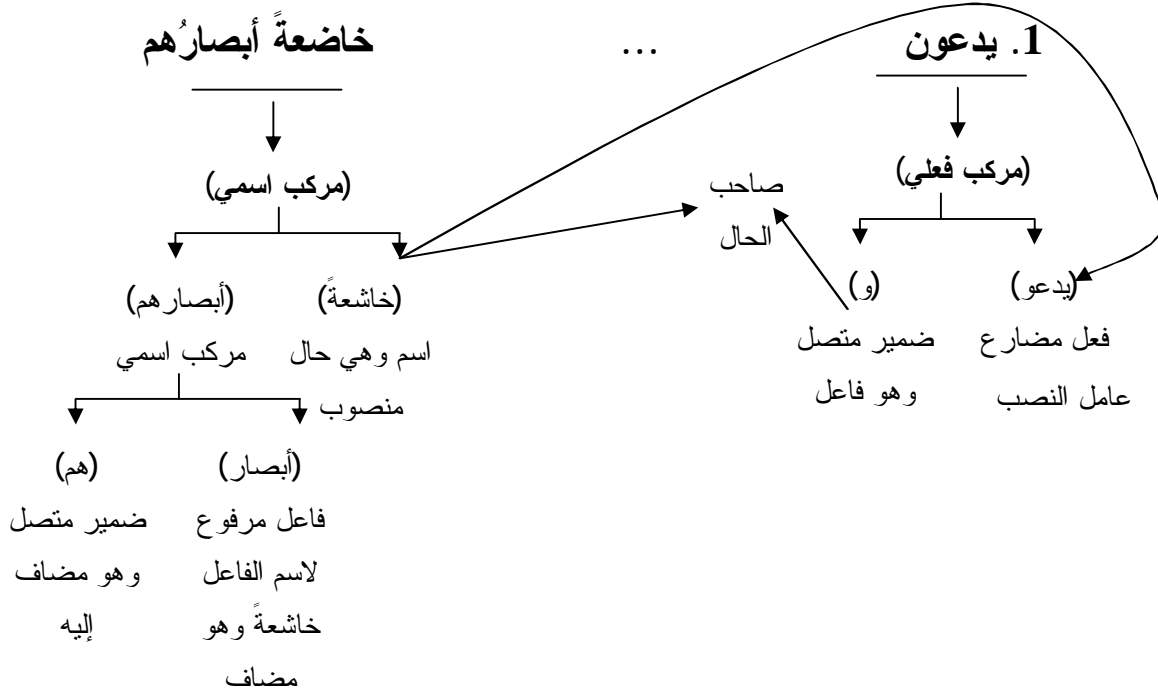 1. يدعون ... خاضعةً أبصارُهم
(مركب فعلي)
(يدعو)
فعل مضارع
عامل النصب
(و)
ضمير متصل
وهو فاعل
صاحب
الحال
(مركب اسمي)
(خاشعةً)
اسم وهي حال
منصوب
(أبصارهم)
مركب اسمي
(أبصار)
فاعل مرفوع
لاسم الفاعل
خاشعةً وهو
مضاف
(هم)
ضمير متصل
وهو مضاف
إليه